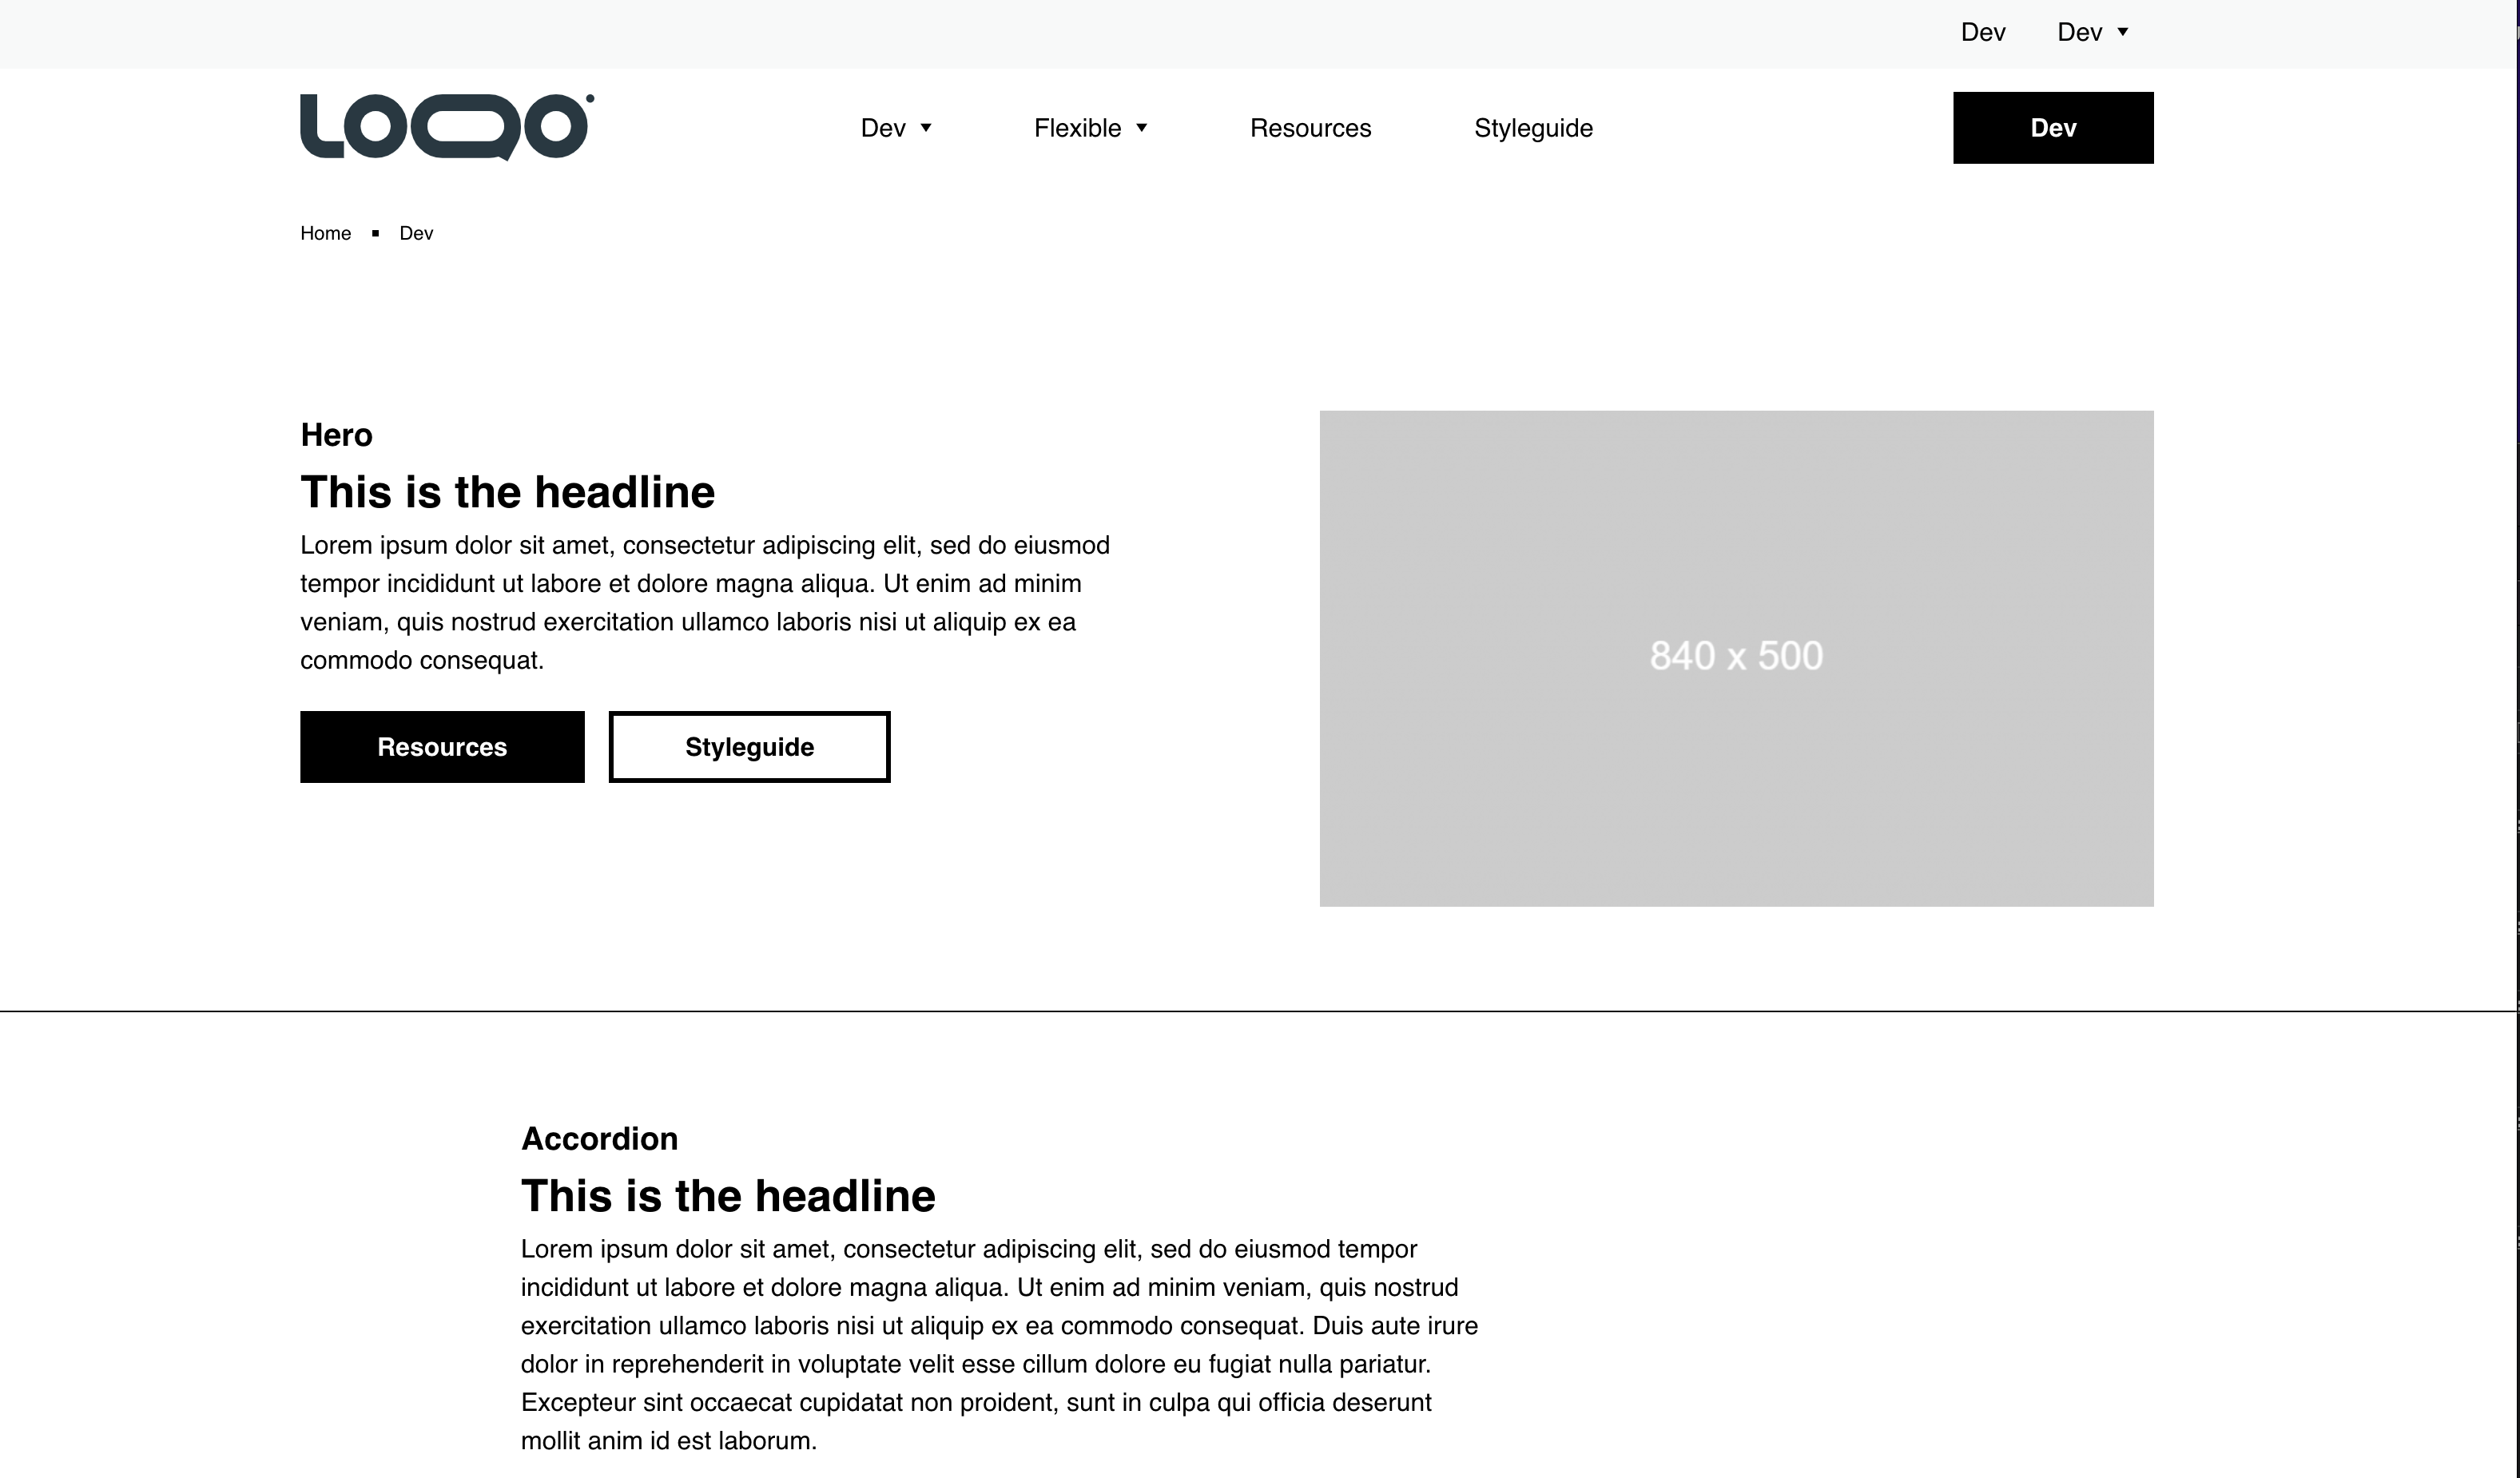 Dev Dev
LOGO
Dev Flexible Resources Styleguide Dev
Home Dev
Hero
This is the headline
Lorem ipsum dolor sit amet, consectetur adipiscing elit, sed do eiusmod
tempor incididunt ut labore et dolore magna aliqua. Ut enim ad minim
veniam, quis nostrud exercitation ullamco laboris nisi ut aliquip ex ea
commodo consequat.
Resources Styleguide
840 x 500
Accordion
This is the headline
Lorem ipsum dolor sit amet, consectetur adipiscing elit, sed do eiusmod tempor
incididunt ut labore et dolore magna aliqua. Ut enim ad minim veniam, quis nostrud
exercitation ullamco laboris nisi ut aliquip ex ea commodo consequat. Duis aute irure
dolor in reprehenderit in voluptate velit esse cillum dolore eu fugiat nulla pariatur.
Excepteur sint occaecat cupidatat non proident, sunt in culpa qui officia deserunt
mollit anim id est laborum.